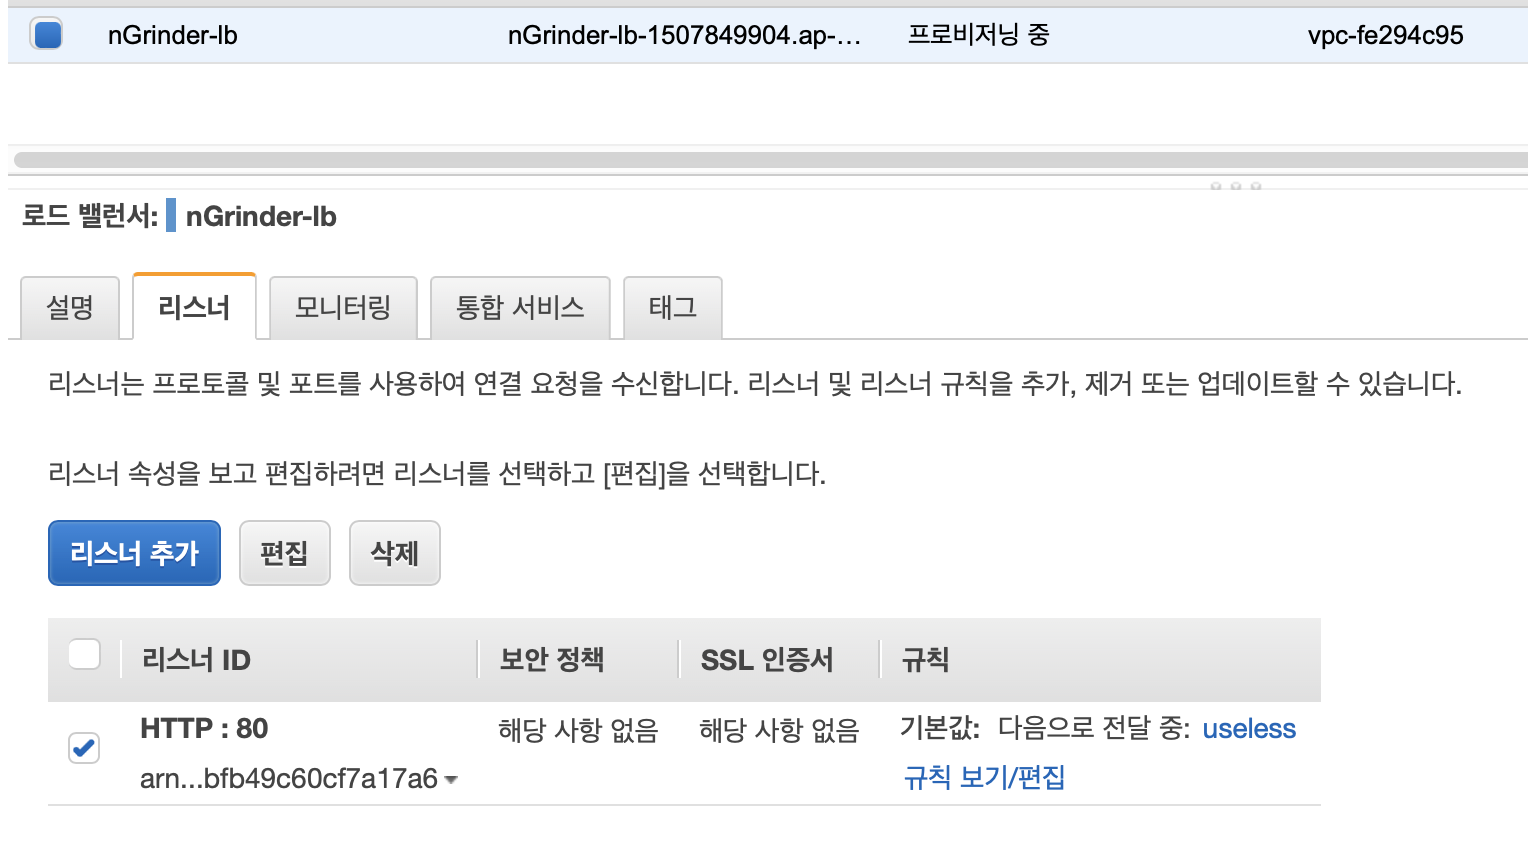 nGrinder-lb nGrinder-lb-1507849904.ap-... 프로비저닝 중 vpc-fe294c95
로드 밸런서: nGrinder-lb
설명 리스너 모니터링 통합 서비스 태그
리스너는 프로토콜 및 포트를 사용하여 연결 요청을 수신합니다. 리스너 및 리스너 규칙을 추가, 제거 또는 업데이트할 수 있습니다.
리스너 속성을 보고 편집하려면 리스너를 선택하고 [편집]을 선택합니다.
리스너 추가 편집 삭제
리스너 ID 보안 정책 SSL 인증서 규칙
HTTP : 80 해당 사항 없음 해당 사항 없음 기본값: 다음으로 전달 중: useless
arn...bfb49c60cf7a17a6 규칙 보기/편집